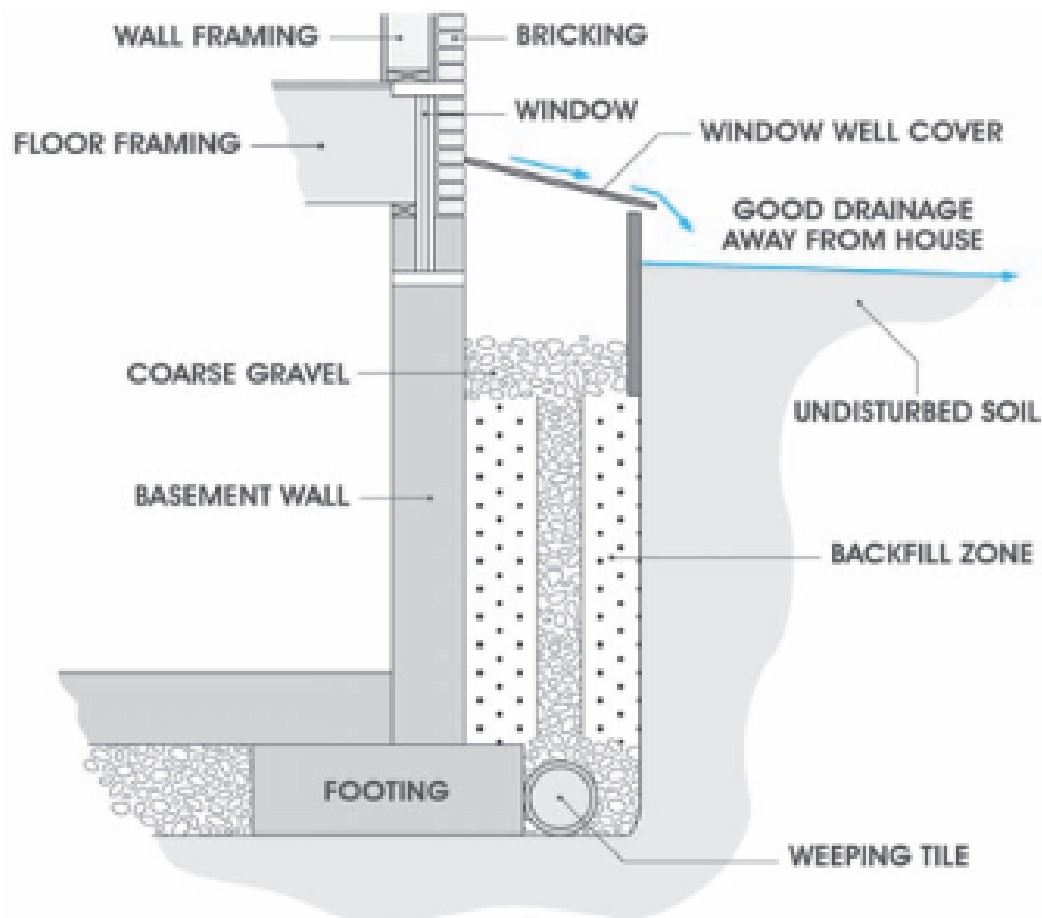 WALL FRAMING
BRICKING
WINDOW
FLOOR FRAMING
WINDOW WELL COVER
GOOD DRAINAGE
AWAY FROM HOUSE
COARSE GRAVEL
UNDISTURBED SOIL
BASEMENT WALL
BACKFILL ZONE
FOOTING
WEEPING TILE